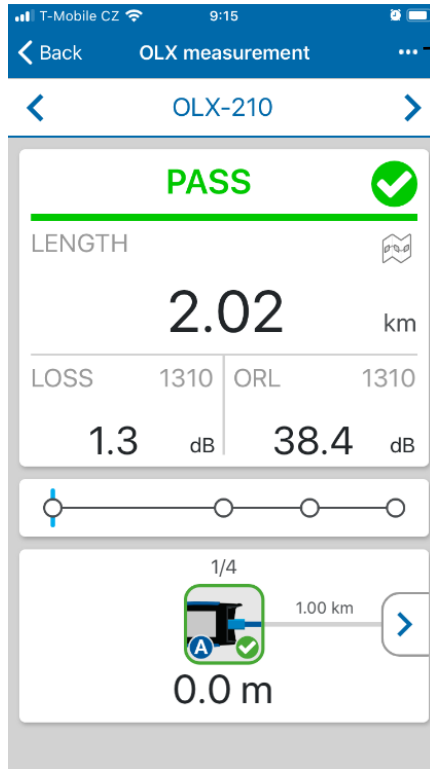 T-Mobile CZ 9:15
Back OLX measurement ...
OLX-210
PASS
LENGTH
2.02 km
LOSS 1310 ORL 1310
1.3 dB 38.4 dB
1/4
1.00 km
A
0.0 m